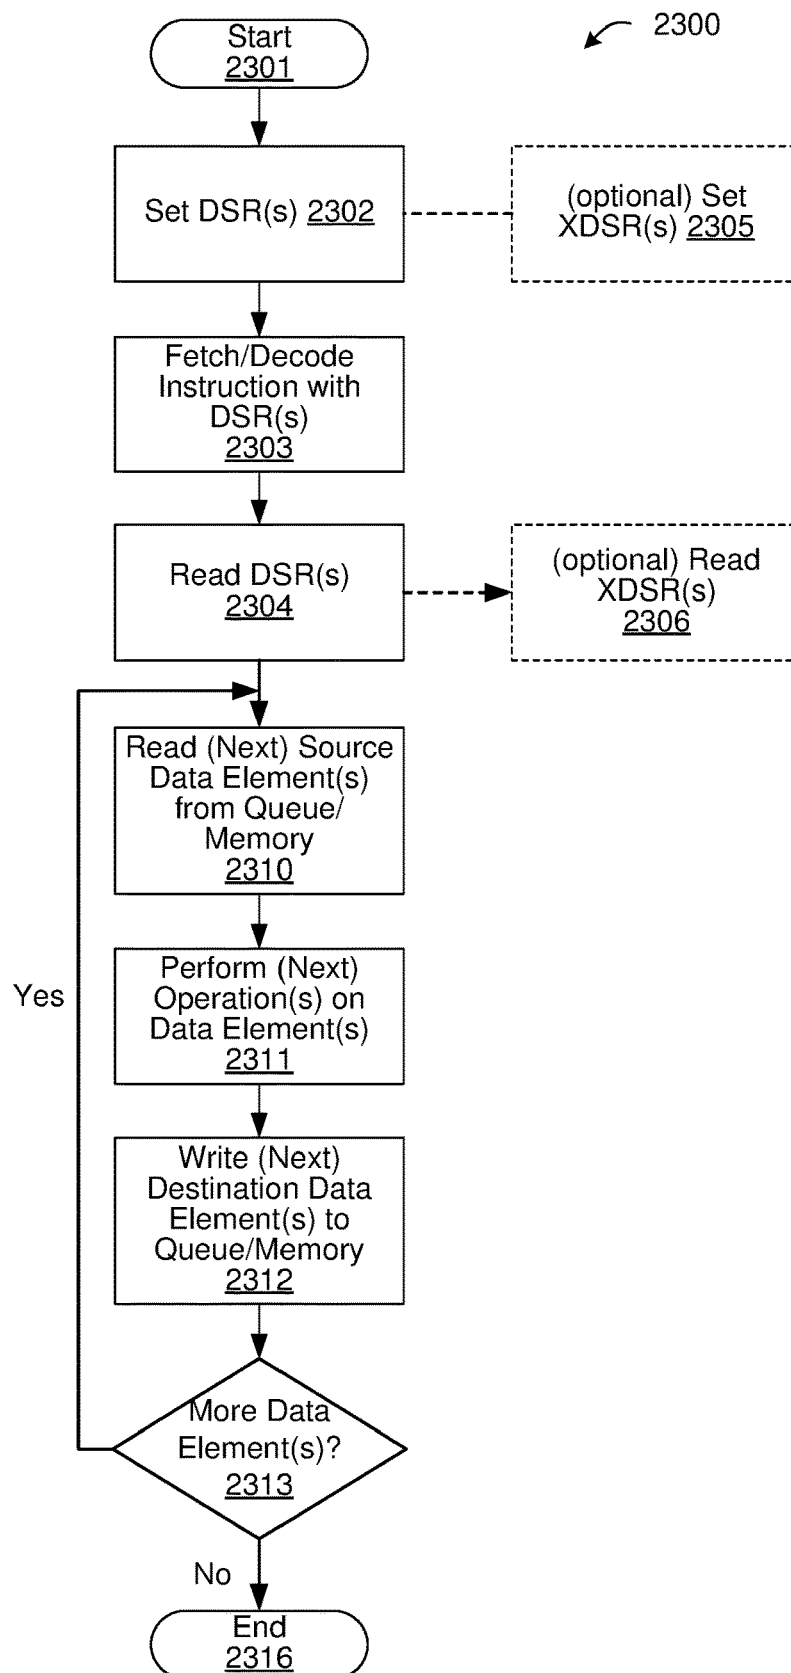 2300
Start
2301
Set DSR(s) 2302
(optional) Set
XDSR(s) 2305
Fetch/Decode
Instruction with
DSR(s)
2303
Read DSR(s)
2304
(optional) Read
XDSR(s)
2306
Read (Next) Source
Data Element(s)
from Queue/
Memory
2310
Perform (Next)
Operation(s) on
Data Element(s)
2311
Yes
Write (Next)
Destination Data
Element(s) to
Queue/Memory
2312
More Data
Element(s)?
2313
No
End
2316